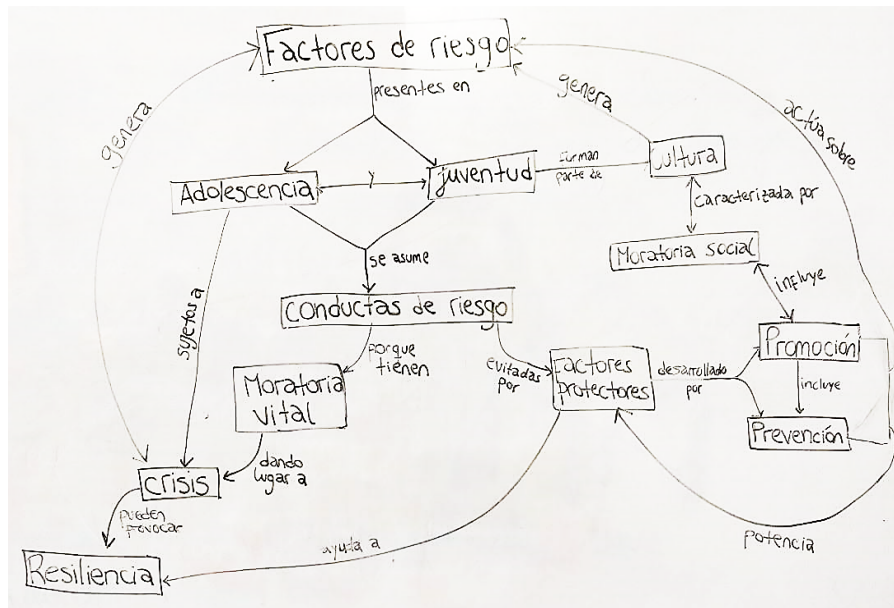 Factores de riesgo
presentes en
genera
genera
actúa sobre
Adolescencia
y
juventud
forman
parte de
cultura
caracterizada por
Moratoria social
incluye
se asume
sujetos a
conductas de riesgo
porque
tienen
evitadas
por
Moratoria
vital
Factores
protectores
desarrollado
por
Promoción
incluye
Prevención
dando
lugar a
crisis
pueden
provocar
Resiliencia
ayuda a
potencia